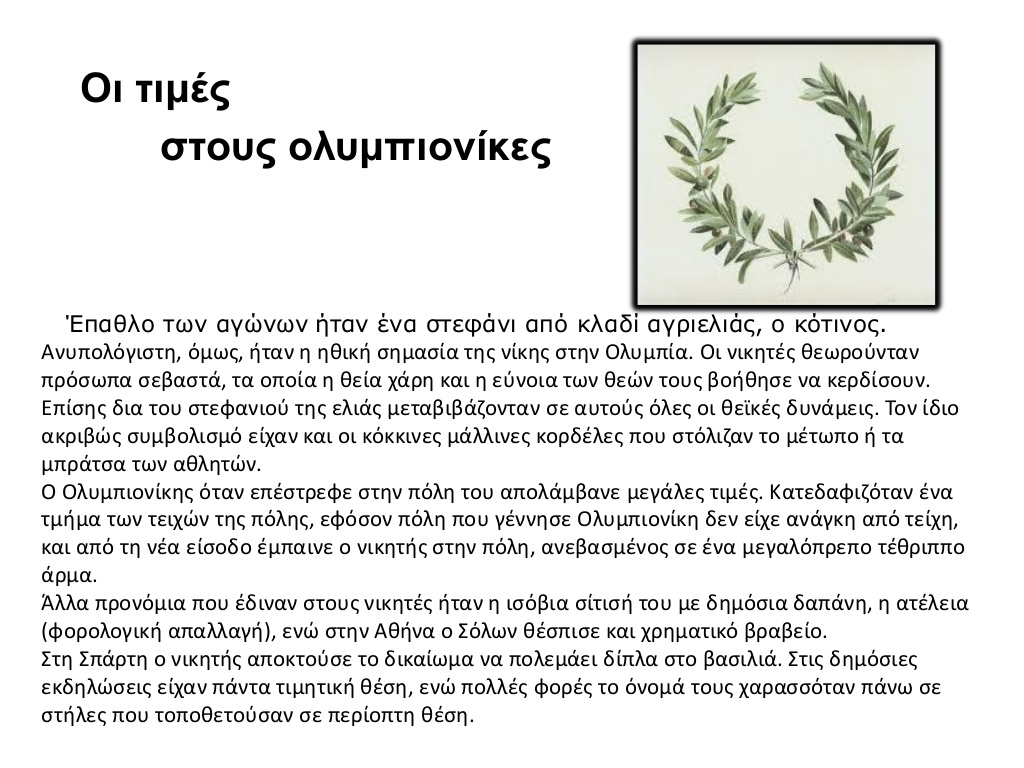 Οι τιμές
στους ολυμπιονίκες
Έπαθλο των αγώνων ήταν ένα στεφάνι από κλαδί αγριελιάς, ο κότινος.
Ανυπολόγιστη, όμως, ήταν η ηθική σημασία της νίκης στην Ολυμπία. Οι νικητές θεωρούνταν
πρόσωπα σεβαστά, τα οποία η θεία χάρη και η εύνοια των θεών τους βοήθησε να κερδίσουν.
Επίσης δια του στεφανιού της ελιάς μεταβιβάζονταν σε αυτούς όλες οι θεϊκές δυνάμεις. Τον ίδιο
ακριβώς συμβολισμό είχαν και οι κόκκινες μάλλινες κορδέλες που στόλιζαν το μέτωπο ή τα
μπράτσα των αθλητών.
Ο Ολυμπιονίκης όταν επέστρεφε στην πόλη του απολάμβανε μεγάλες τιμές. Κατεδαφιζόταν ένα
τμήμα των τειχών της πόλης, εφόσον πόλη που γέννησε Ολυμπιονίκη δεν είχε ανάγκη από τείχη,
και από τη νέα είσοδο έμπαινε ο νικητής στην πόλη, ανεβασμένος σε ένα μεγαλόπρεπο τέθριππο
άρμα.
Άλλα προνόμια που έδιναν στους νικητές ήταν η ισόβια σίτισή του με δημόσια δαπάνη, η ατέλεια
(φορολογική απαλλαγή), ενώ στην Αθήνα ο Σόλων θέσπισε και χρηματικό βραβείο.
Στη Σπάρτη ο νικητής αποκτούσε το δικαίωμα να πολεμάει δίπλα στο βασιλιά. Στις δημόσιες
εκδηλώσεις είχαν πάντα τιμητική θέση, ενώ πολλές φορές το όνομά τους χαρασσόταν πάνω σε
στήλες που τοποθετούσαν σε περίοπτη θέση.